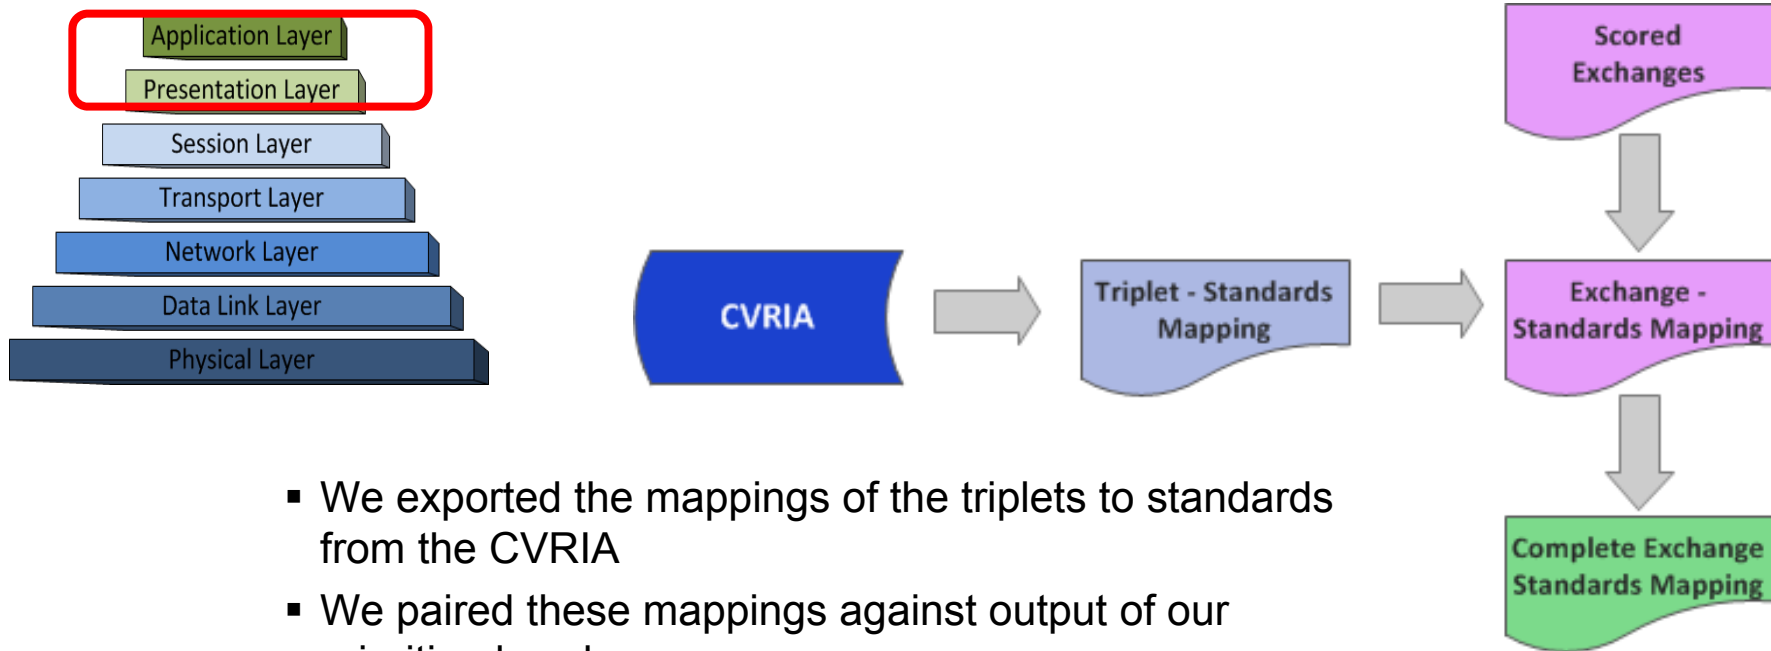 Application Layer
Presentation Layer
Session Layer
Transport Layer
Network Layer
Data Link Layer
Physical Layer
CVRIA
Triplet - Standards
Mapping
Scored
Exchanges
Exchange -
Standards Mapping
Complete Exchange
Standards Mapping
▪ We exported the mappings of the triplets to standards
from the CVRIA
▪ We paired these mappings against output of our